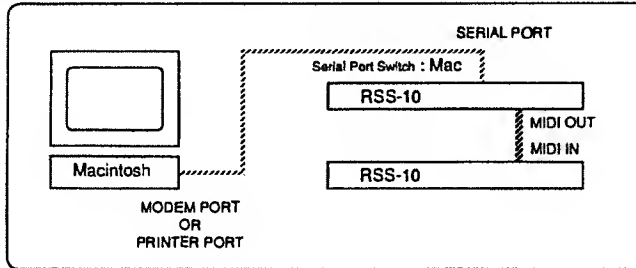 SERIAL PORT
Serial Port Switch : Mac
RSS-10
MIDI OUT
MIDI IN
Macintosh
RSS-10
MODEM PORT
OR
PRINTER PORT